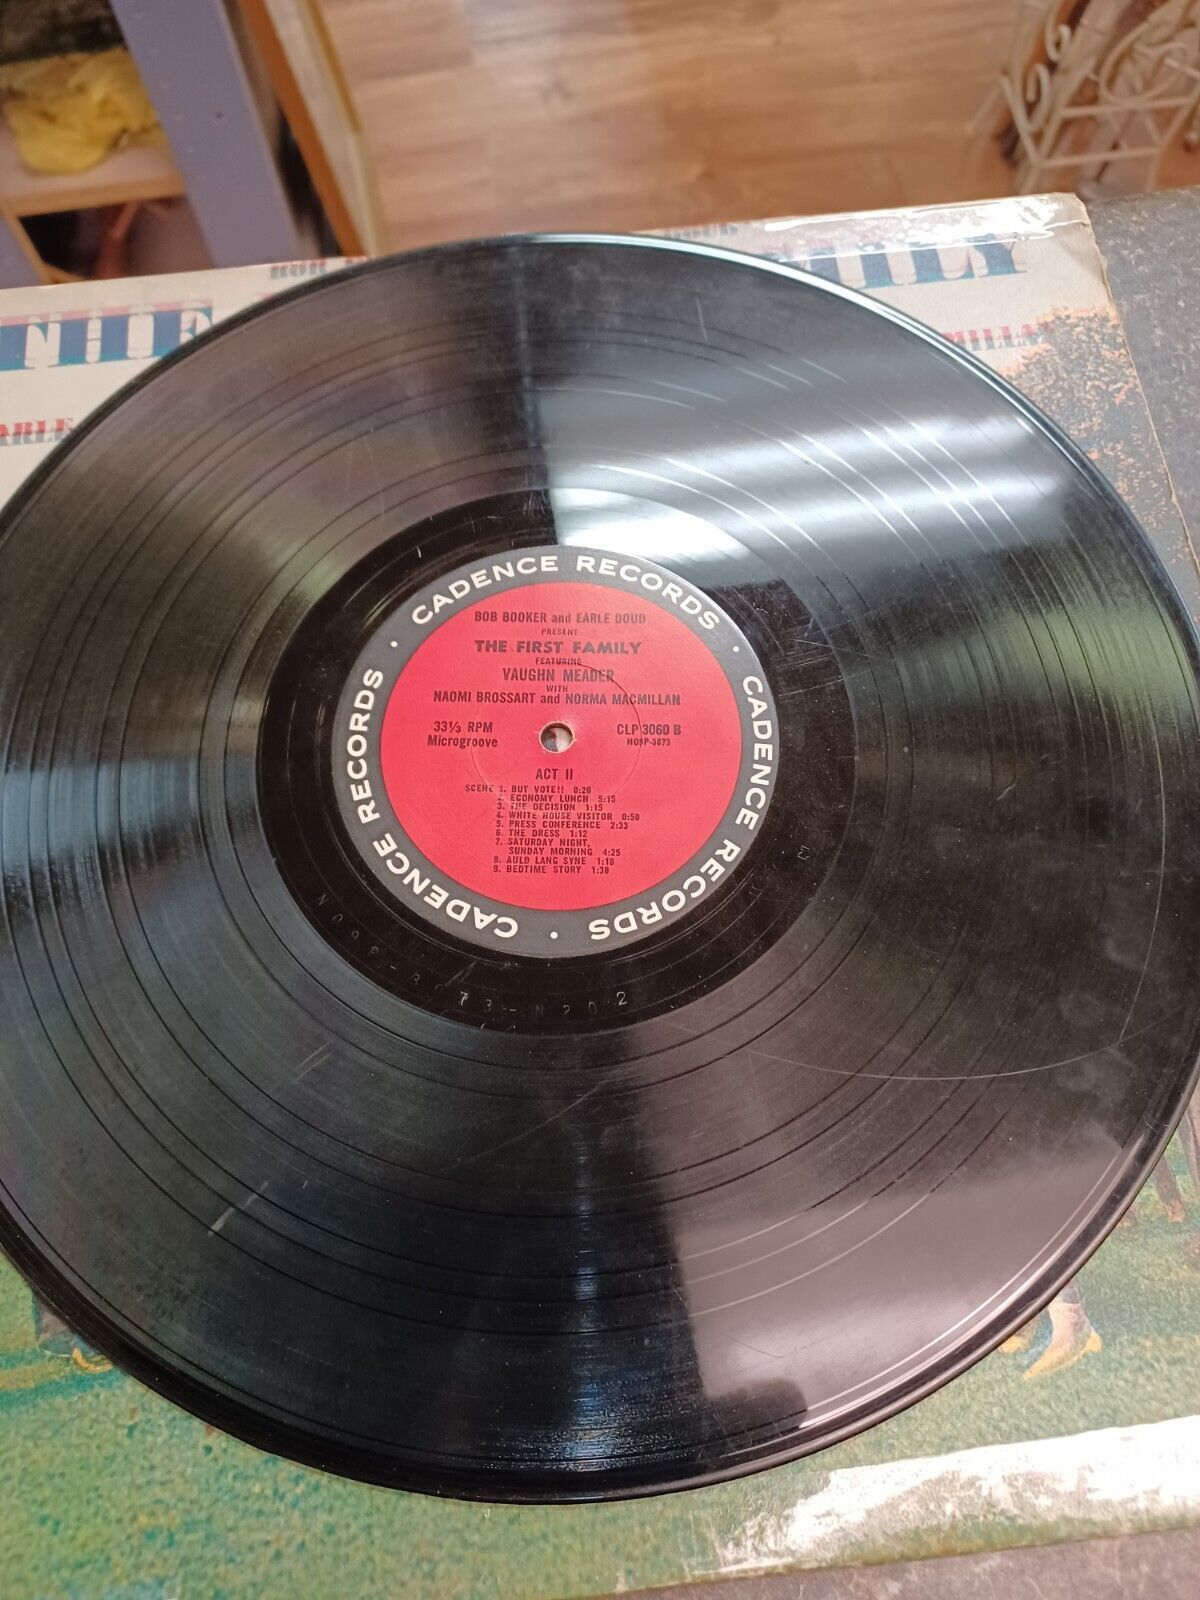 THE
MILY
CADENCE RECORDS · CADENCE RECORDS · CADENCE RECORDS ·
BOB BOOKER and EARLE DOUD
PRESENT
THE FIRST FAMILY
FEATURING
VAUGHN MEADER
WITH
NAOMI BROSSART and NORMA MACMILLAN
33⅓ RPM CLP 3060 B
Microgroove NO9P-3073
ACT II
SCENE 1. BUT VOTE!! 0:20
2. ECONOMY LUNCH 5:15
3. THE DECISION 1:15
4. WHITE HOUSE VISITOR 0:50
5. PRESS CONFERENCE 2:33
6. THE DRESS 1:12
7. SATURDAY NIGHT,
SUNDAY MORNING 4:25
8. AULD LANG SYNE 1:18
9. BEDTIME STORY 1:38